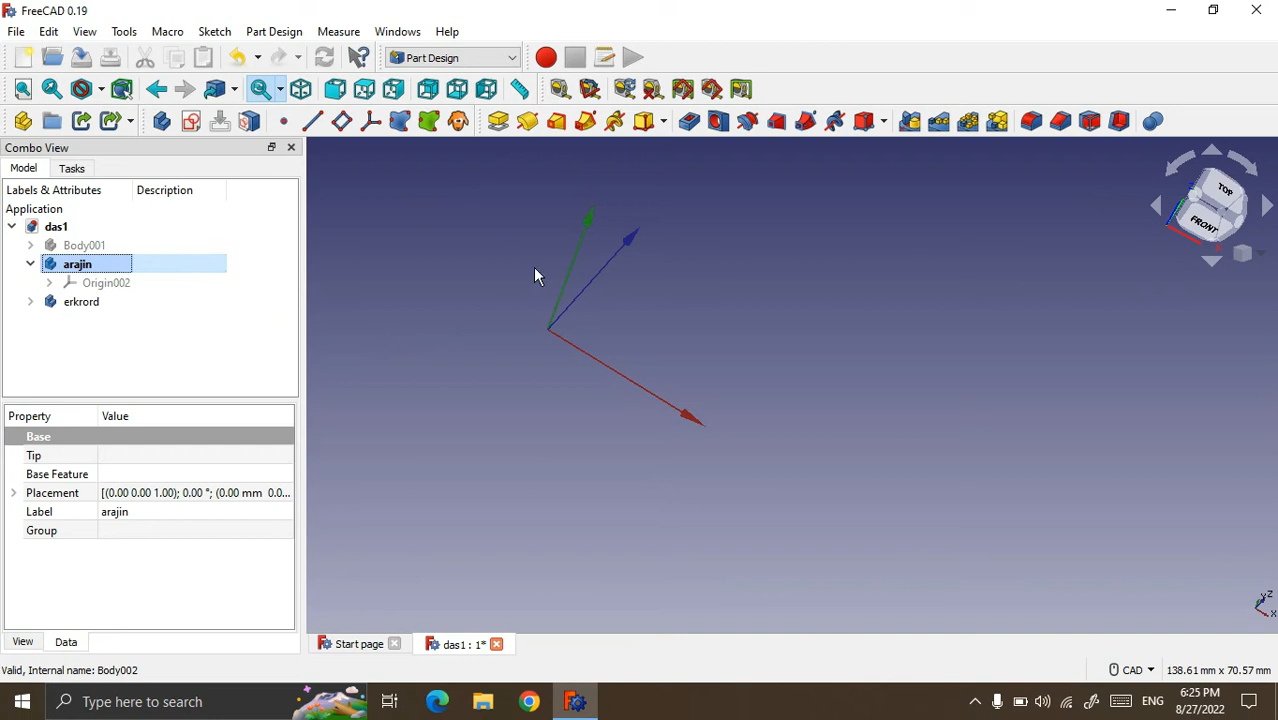 FreeCAD 0.19
File Edit View Tools Macro Sketch Part Design Measure Windows Help
Part Design
Combo View
Model Tasks
Labels & Attributes Description
Application
das1
Body001
arajin
Origin002
erkrord
TOP
FRONT
X
Property Value
Base
Tip
Base Feature
Placement [(0.00 0.00 1.00); 0.00 °; (0.00 mm 0.0...
Label arajin
Group
Y Z
X
View Data
Start page das1 : 1*
Valid, Internal name: Body002 CAD 138.61 mm x 70.57 mm
Type here to search
ENG
6:25 PM
8/27/2022